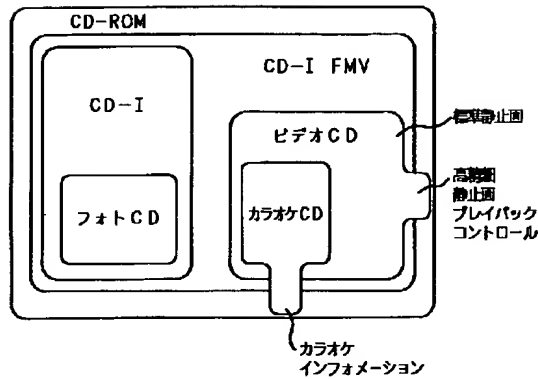 CD-ROM
CD-I FMV
CD-I
標準静止画
ビデオCD
高精細
静止画
プレイバック
コントロール
フォトCD
カラオケCD
カラオケ
インフォメーション